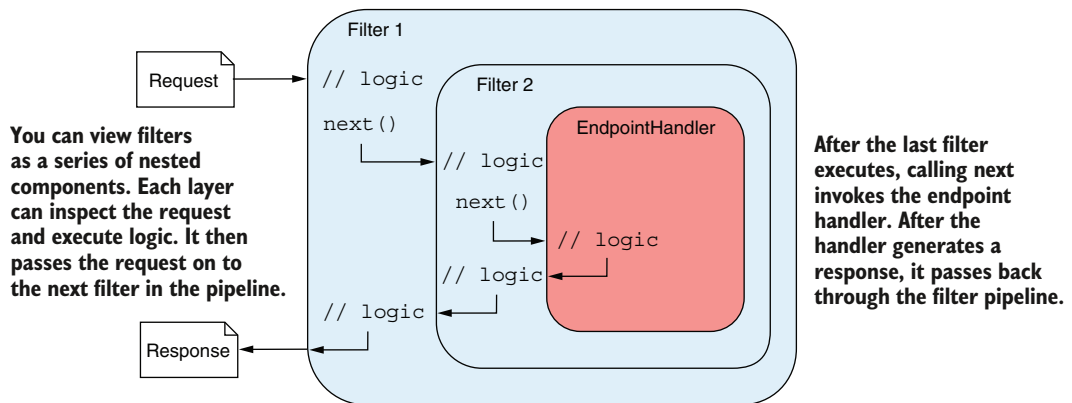 Filter 1
Request
// logic
Filter 2
next()
EndpointHandler
You can view filters
as a series of nested
components. Each layer
can inspect the request
and execute logic. It then
passes the request on to
the next filter in the pipeline.
// logic
next()
// logic
// logic
// logic
Response
After the last filter
executes, calling next
invokes the endpoint
handler. After the
handler generates a
response, it passes back
through the filter pipeline.